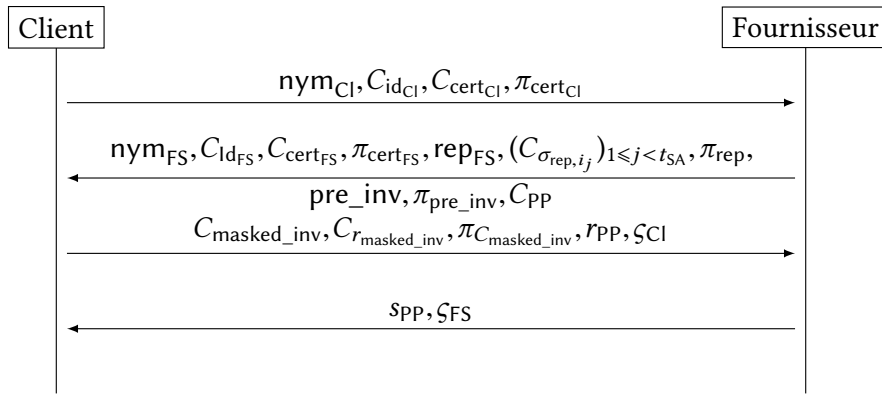 Client Fournisseur
nym_Cl, C_id_Cl, C_cert_Cl, π_cert_Cl
nym_FS, C_Id_FS, C_cert_FS, π_cert_FS, rep_FS, (C_σ_rep,i_j)_1⩽j<t_SA, π_rep,
pre_inv, π_pre_inv, C_PP
C_masked_inv, C_r_masked_inv, π_C_masked_inv, r_PP, ς_Cl
s_PP, ς_FS